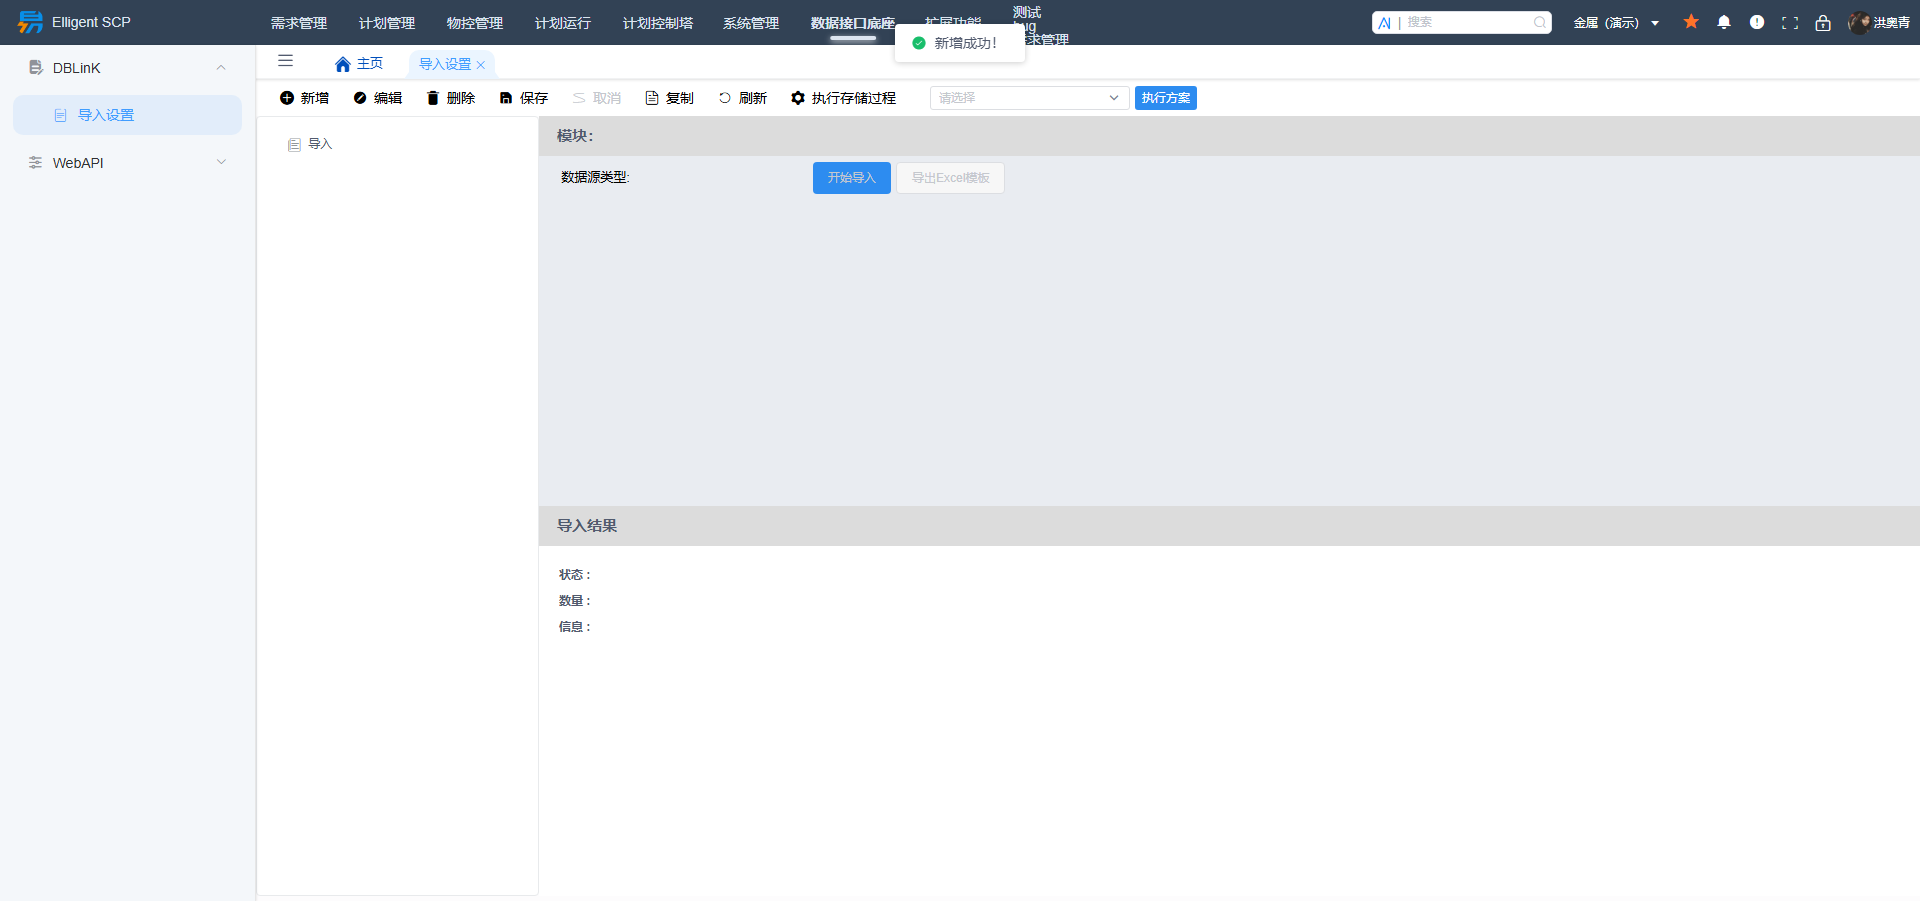 Elligent SCP
需求管理 计划管理 物控管理 计划运行 计划控制塔 系统管理 数据接口底座 扩展功能 测试
bug
求管理
搜索
金属（演示）
洪奥青
新增成功！
DBLinK
导入设置
WebAPI
主页
导入设置
新增 编辑 删除 保存 取消 复制 刷新 执行存储过程 请选择 执行方案
导入
模块：
数据源类型:
开始导入 导出Excel模板
导入结果
状态：
数量：
信息：